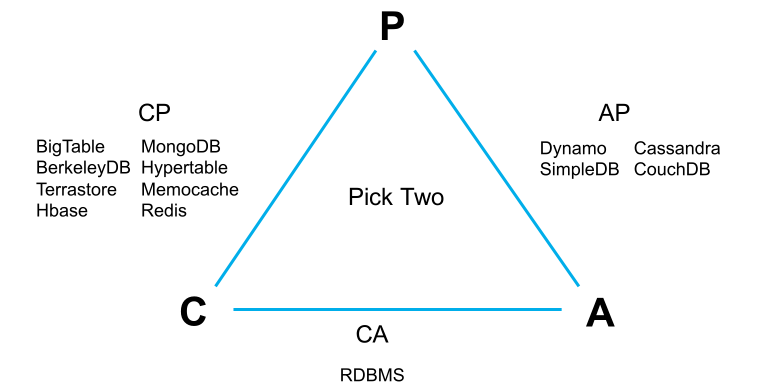 P
CP
AP
BigTable MongoDB
BerkeleyDB Hypertable
Terrastore Memocache
Hbase Redis
Dynamo Cassandra
SimpleDB CouchDB
Pick Two
C
A
CA
RDBMS